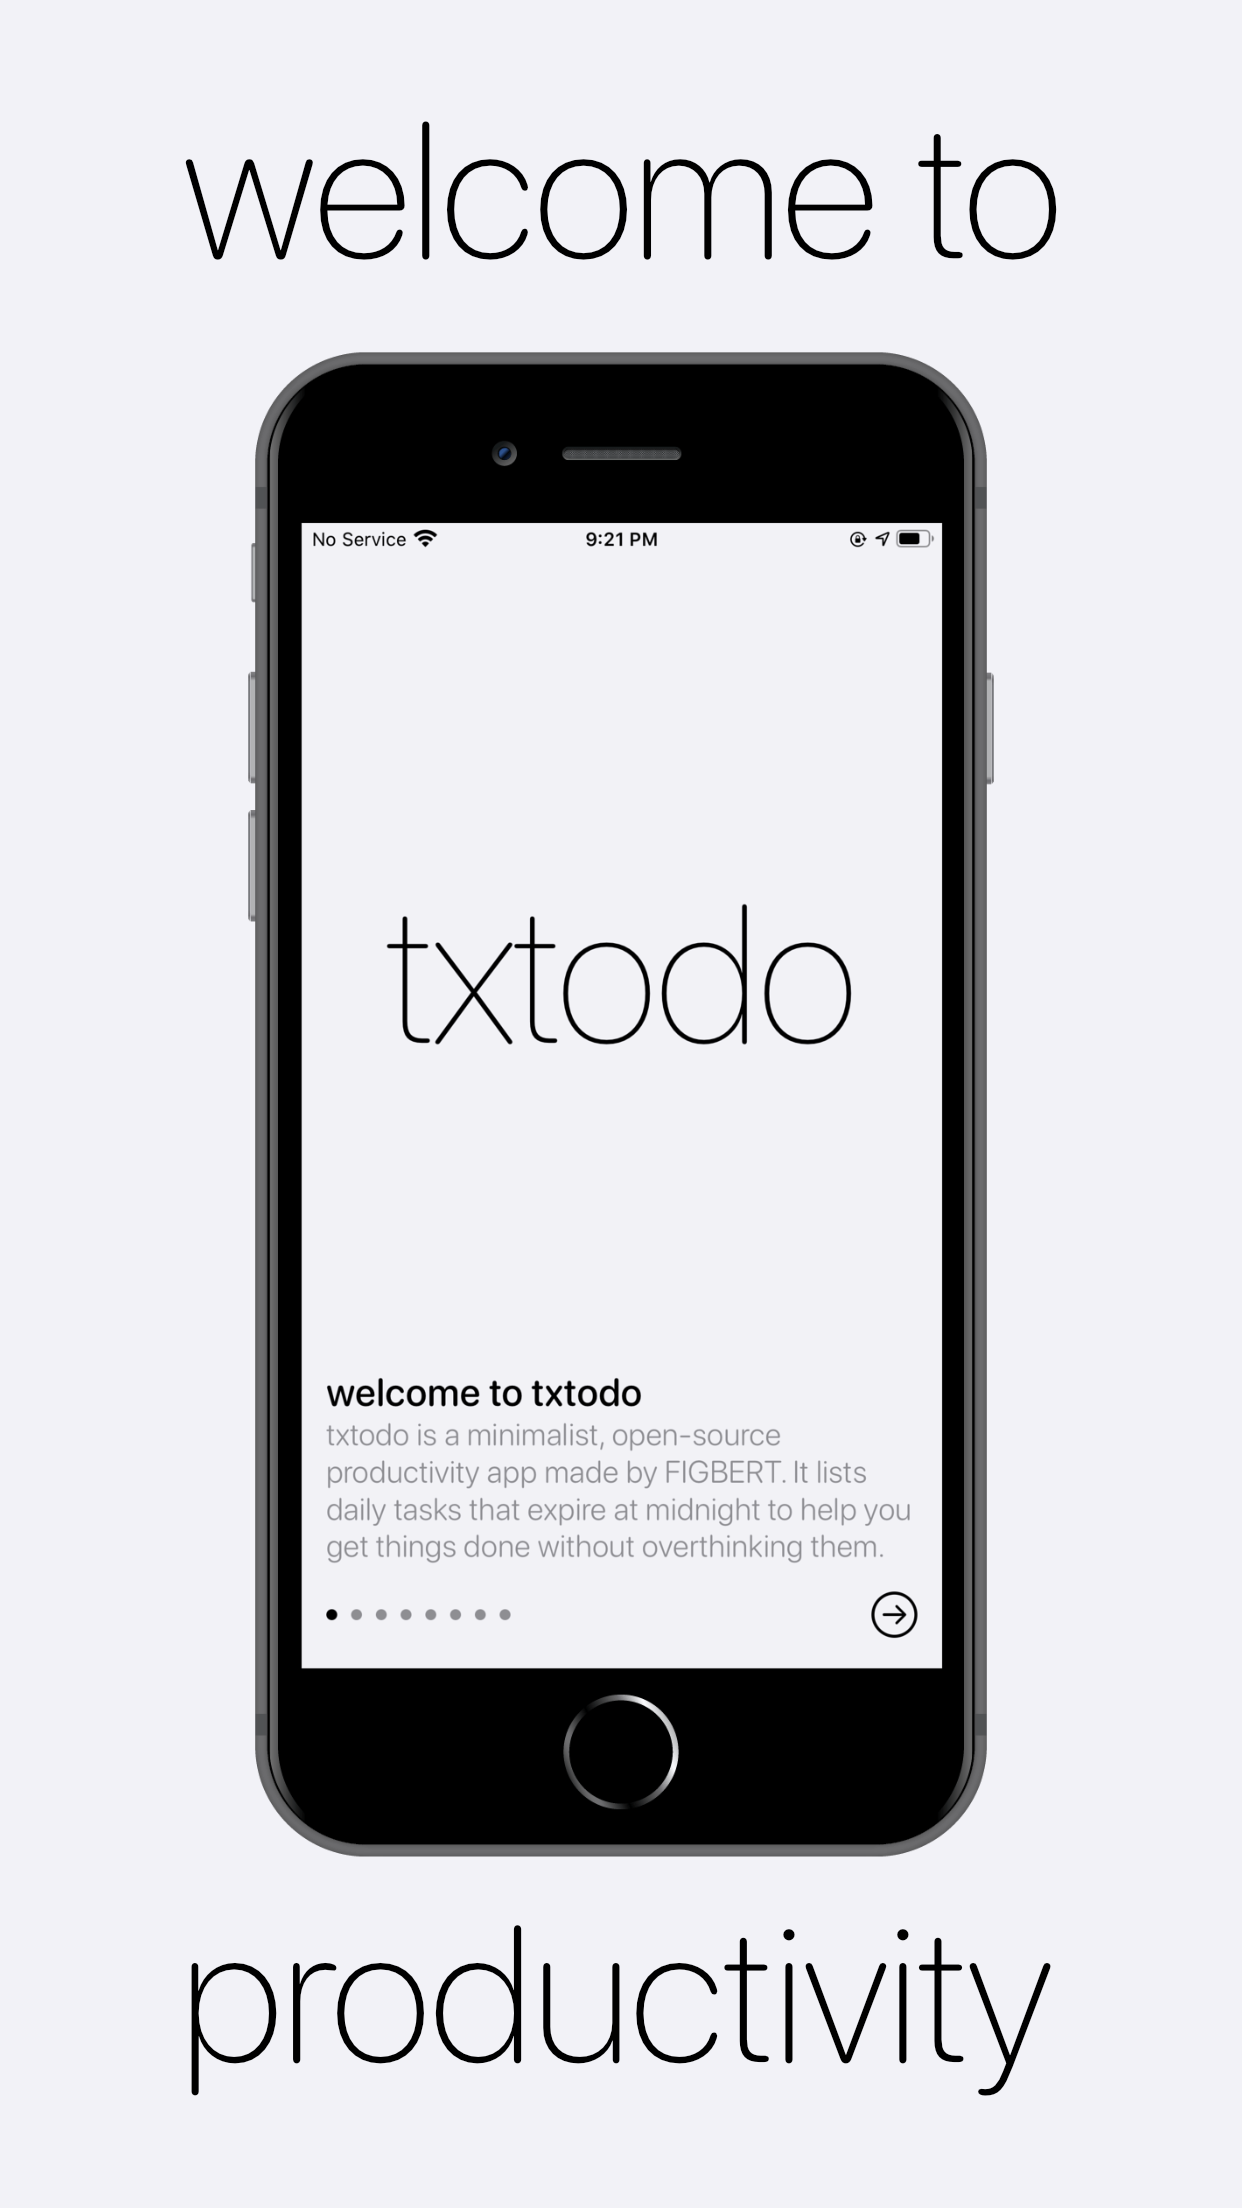 welcome to
No Service 9:21 PM
txtodo
welcome to txtodo
txtodo is a minimalist, open-source
productivity app made by FIGBERT. It lists
daily tasks that expire at midnight to help you
get things done without overthinking them.
productivity